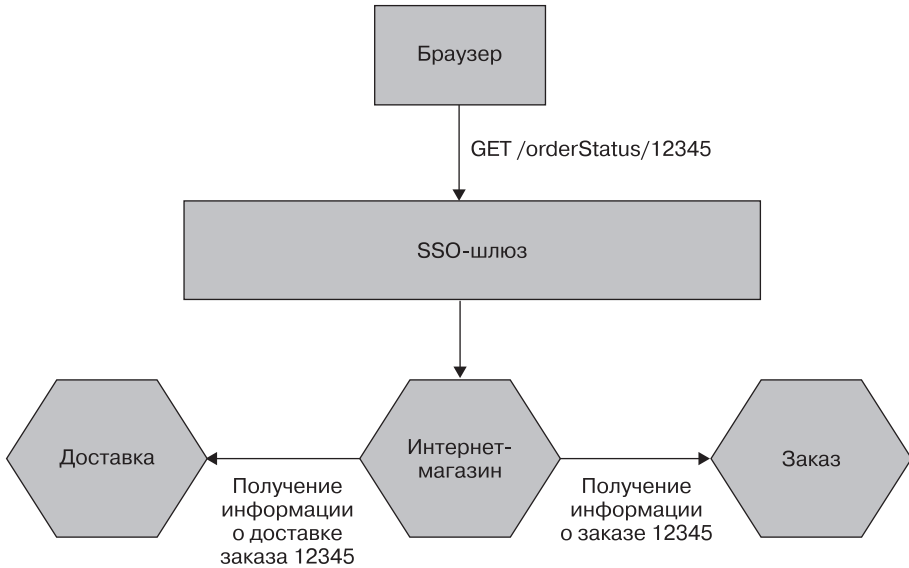 Браузер
GET /orderStatus/12345
SSO-шлюз
Доставка
Интернет-
магазин
Заказ
Получение
информации
о доставке
заказа 12345
Получение
информации
о заказе 12345